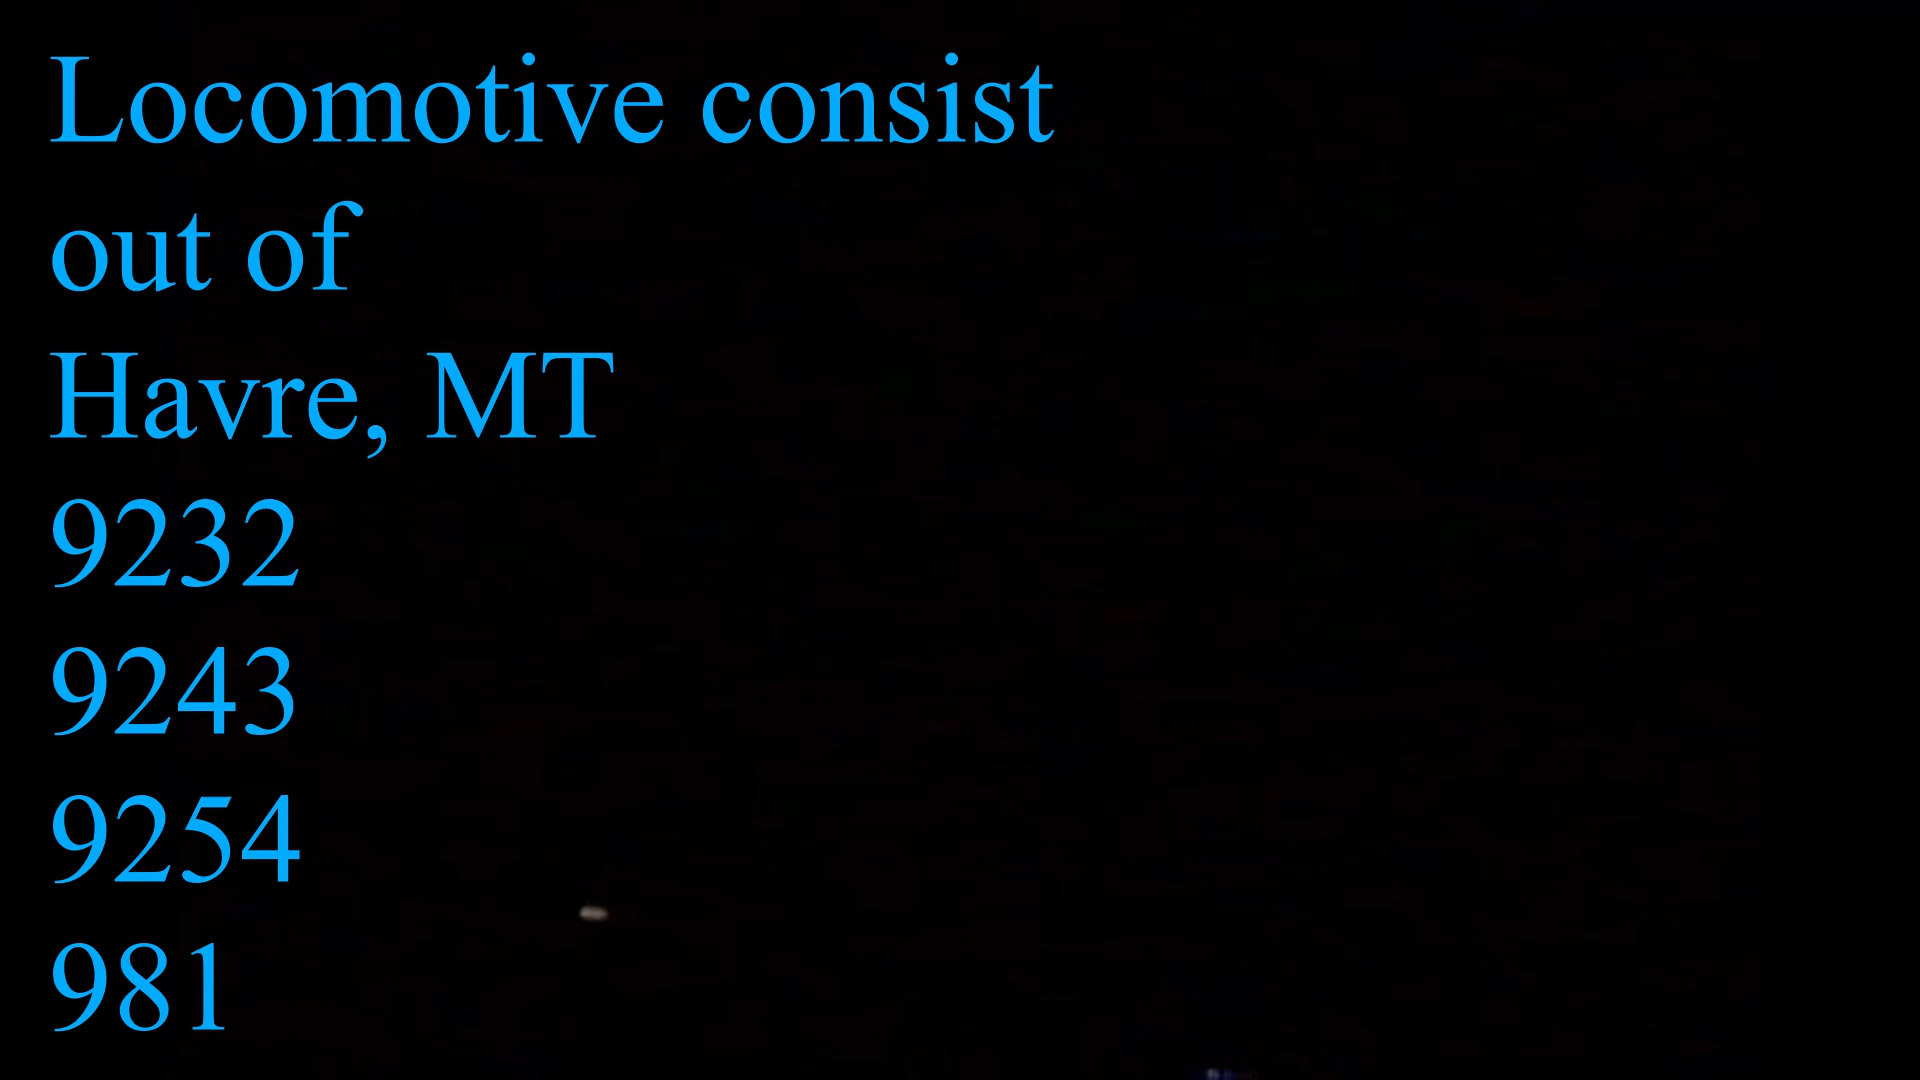 Locomotive consist
out of
Havre, MT
9232
9243
9254
981